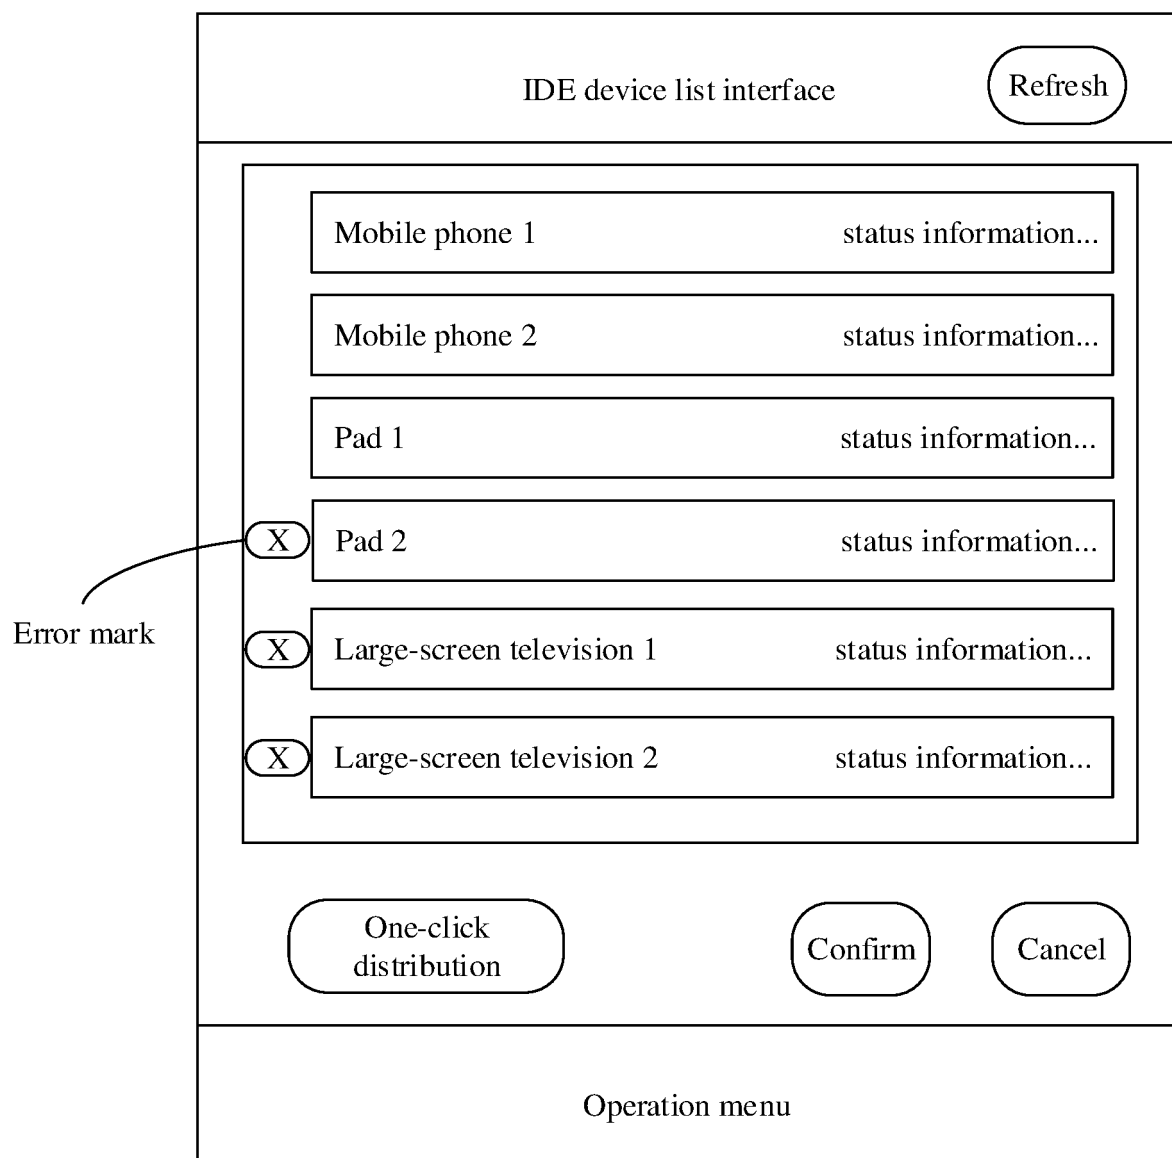 IDE device list interface
Refresh
Mobile phone 1 status information...
Mobile phone 2 status information...
Pad 1 status information...
X Pad 2 status information...
Error mark
X Large-screen television 1 status information...
X Large-screen television 2 status information...
One-click
distribution
Confirm
Cancel
Operation menu